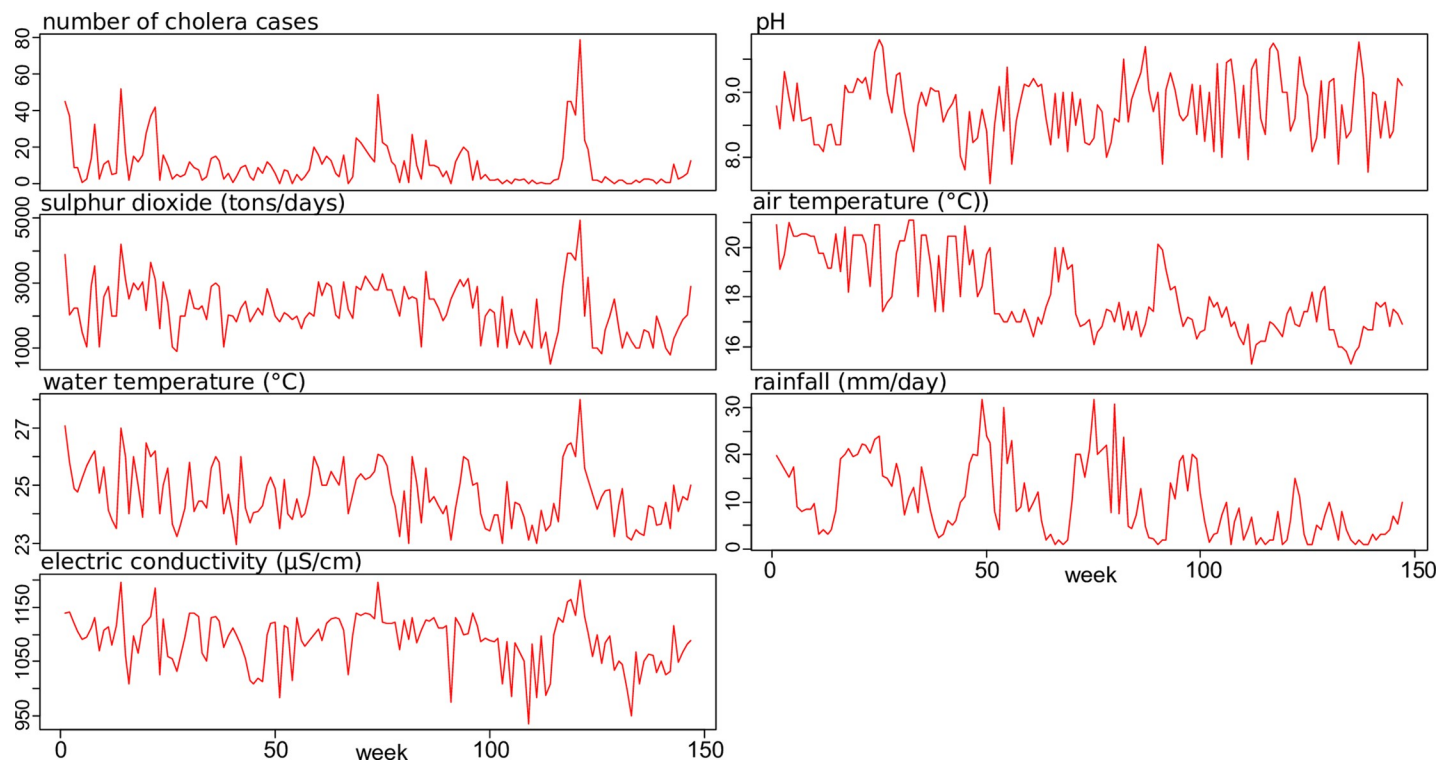 number of cholera cases
0 20 40 60 80
sulphur dioxide (tons/days)
1000 3000 5000
water temperature (°C)
23 25 27
electric conductivity (μS/cm)
950 1050 1150
0 50 100 150
week
pH
8.0 9.0
air temperature (°C))
16 18 20
rainfall (mm/day)
0 10 20 30
0 50 100 150
week